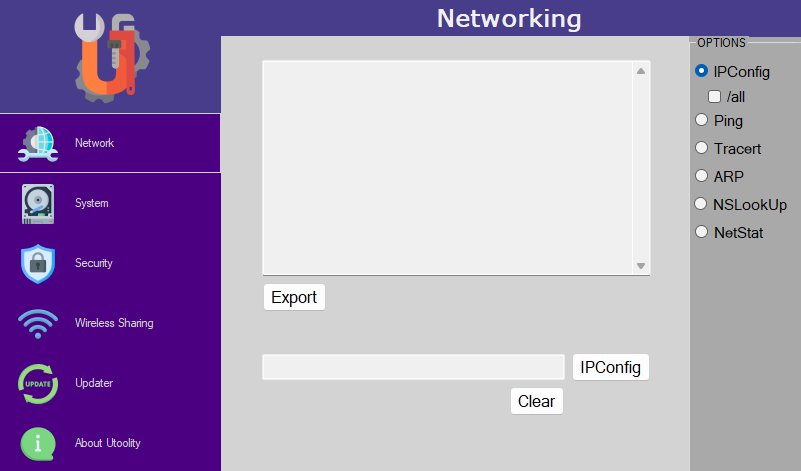 Networking
Network
System
Security
Wireless Sharing
UPDATE
Updater
About Utoolity
Export
IPConfig
Clear
OPTIONS
IPConfig
/all
Ping
Tracert
ARP
NSLookUp
NetStat